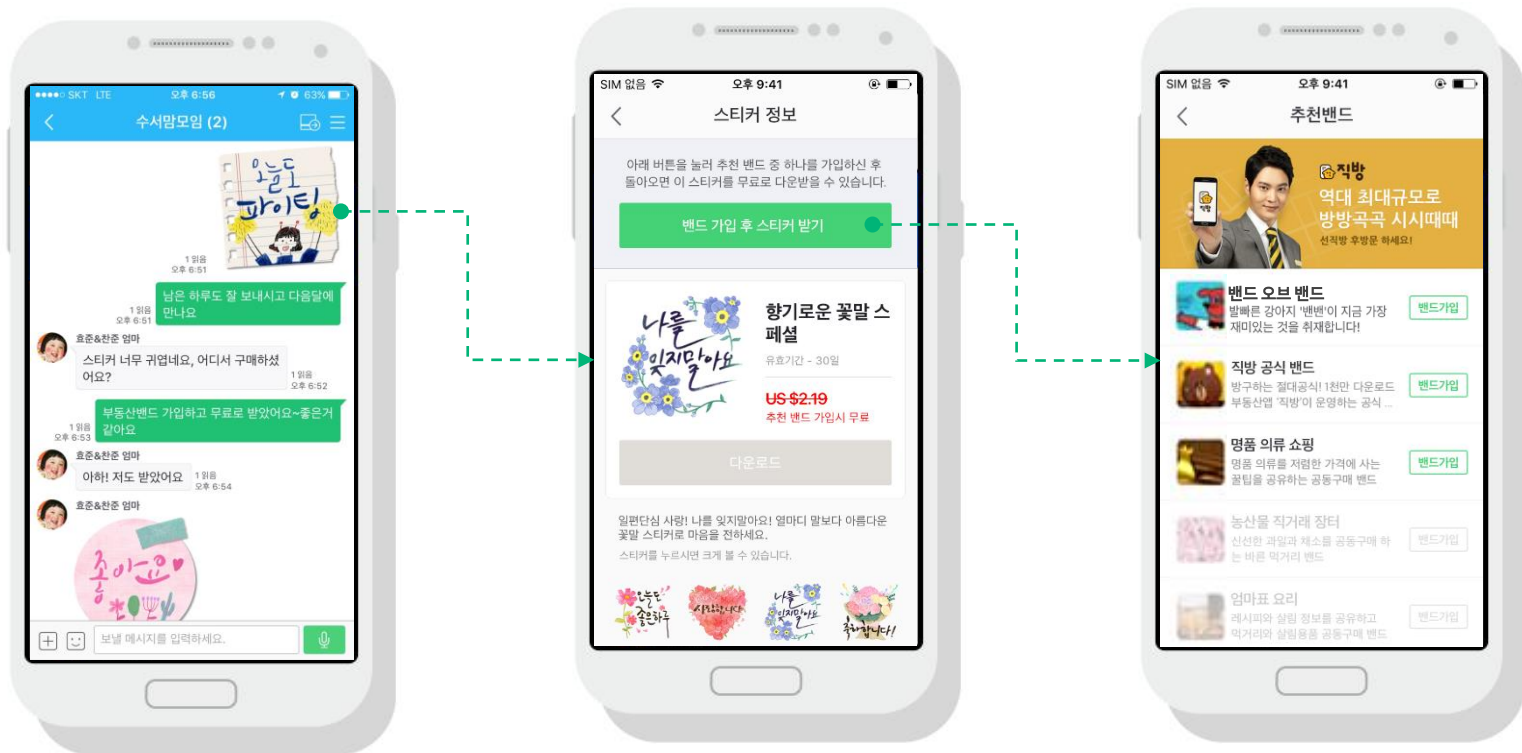 ●●●●○ SKT LTE 오후 6:56 63%
수서맘모임 (2)
오늘도
파이팅!
1 읽음
오후 6:51
남은 하루도 잘 보내시고 다음달에
만나요
1 읽음
오후 6:51
효준&찬준 엄마
스티커 너무 귀엽네요, 어디서 구매하셨
어요?
1 읽음
오후 6:52
부동산밴드 가입하고 무료로 받았어요~좋은거
같아요
1 읽음
오후 6:53
효준&찬준 엄마
아하! 저도 받았어요
1 읽음
오후 6:54
효준&찬준 엄마
좋아요
보낼 메시지를 입력하세요.
SIM 없음 오후 9:41
스티커 정보
아래 버튼을 눌러 추천 밴드 중 하나를 가입하신 후
돌아오면 이 스티커를 무료로 다운받을 수 있습니다.
밴드 가입 후 스티커 받기
나를
잊지말아요
향기로운 꽃말 스
페셜
유효기간 - 30일
US $2.19
추천 밴드 가입시 무료
다운로드
일편단심 사랑! 나를 잊지말아요! 열마디 말보다 아름다운
꽃말 스티커로 마음을 전하세요.
스티커를 누르시면 크게 볼 수 있습니다.
오늘도
좋은하루
사랑합니다
나를
잊지말아요
축하합니다!
SIM 없음 오후 9:41
추천밴드
직방
직방
역대 최대규모로
방방곡곡 시시때때
선직방 후방문 하세요!
밴드 오브 밴드
발빠른 강아지 '밴밴'이 지금 가장
재미있는 것을 취재합니다!
밴드가입
직방 공식 밴드
방구하는 절대공식! 1천만 다운로드
부동산앱 '직방'이 운영하는 공식 ...
밴드가입
명품 의류 쇼핑
명품 의류를 저렴한 가격에 사는
꿀팁을 공유하는 공동구매 밴드
밴드가입
농산물 직거래 장터
신선한 과일과 채소를 공동구매 하
는 바른 먹거리 밴드
밴드가입
엄마표 요리
레시피와 살림 정보를 공유하고
먹거리와 살림용품 공동구매 밴드
밴드가입